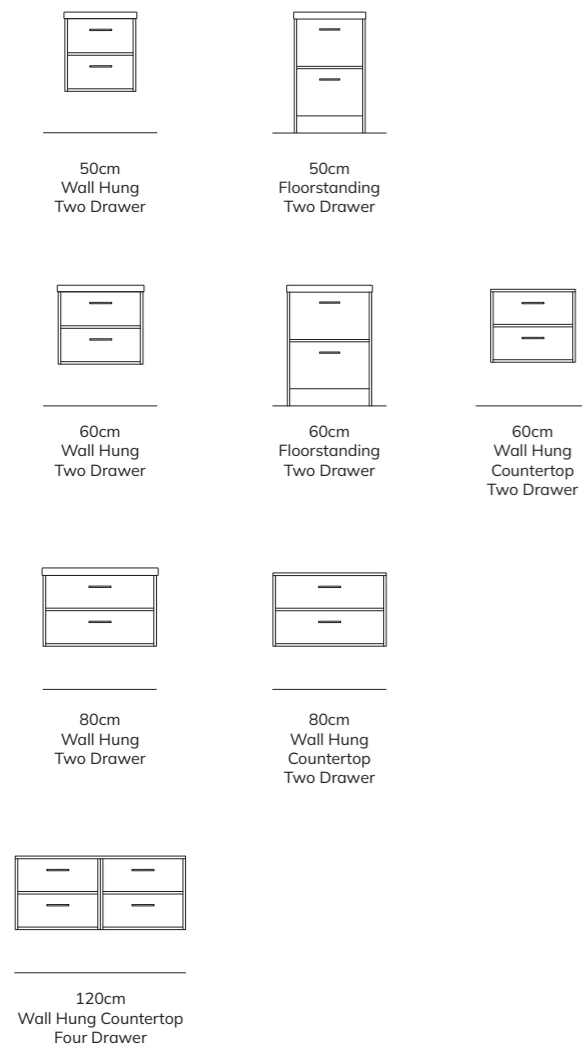 50cm
Wall Hung
Two Drawer
50cm
Floorstanding
Two Drawer
60cm
Wall Hung
Two Drawer
60cm
Floorstanding
Two Drawer
60cm
Wall Hung
Countertop
Two Drawer
80cm
Wall Hung
Two Drawer
80cm
Wall Hung
Countertop
Two Drawer
120cm
Wall Hung Countertop
Four Drawer